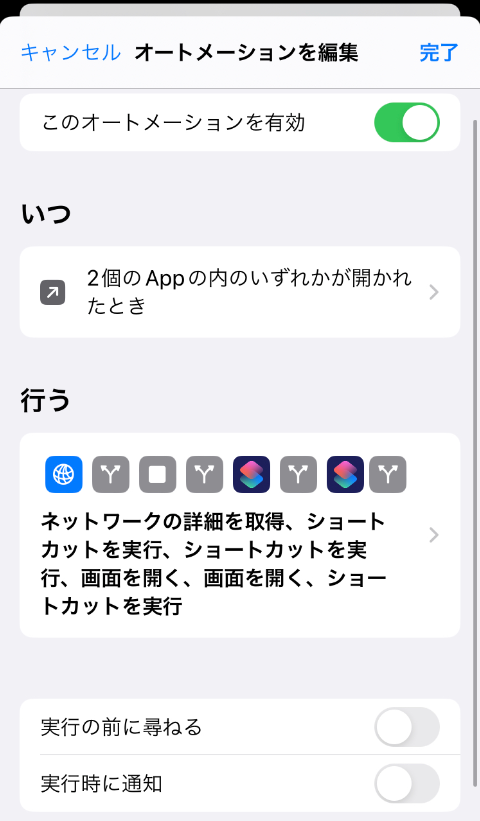 キャンセル オートメーションを編集 完了
このオートメーションを有効
いつ
2個のAppの内のいずれかが開かれ
たとき
行う
ネットワークの詳細を取得、ショート
カットを実行、ショートカットを実
行、画面を開く、画面を開く、ショー
トカットを実行
実行の前に尋ねる
実行時に通知